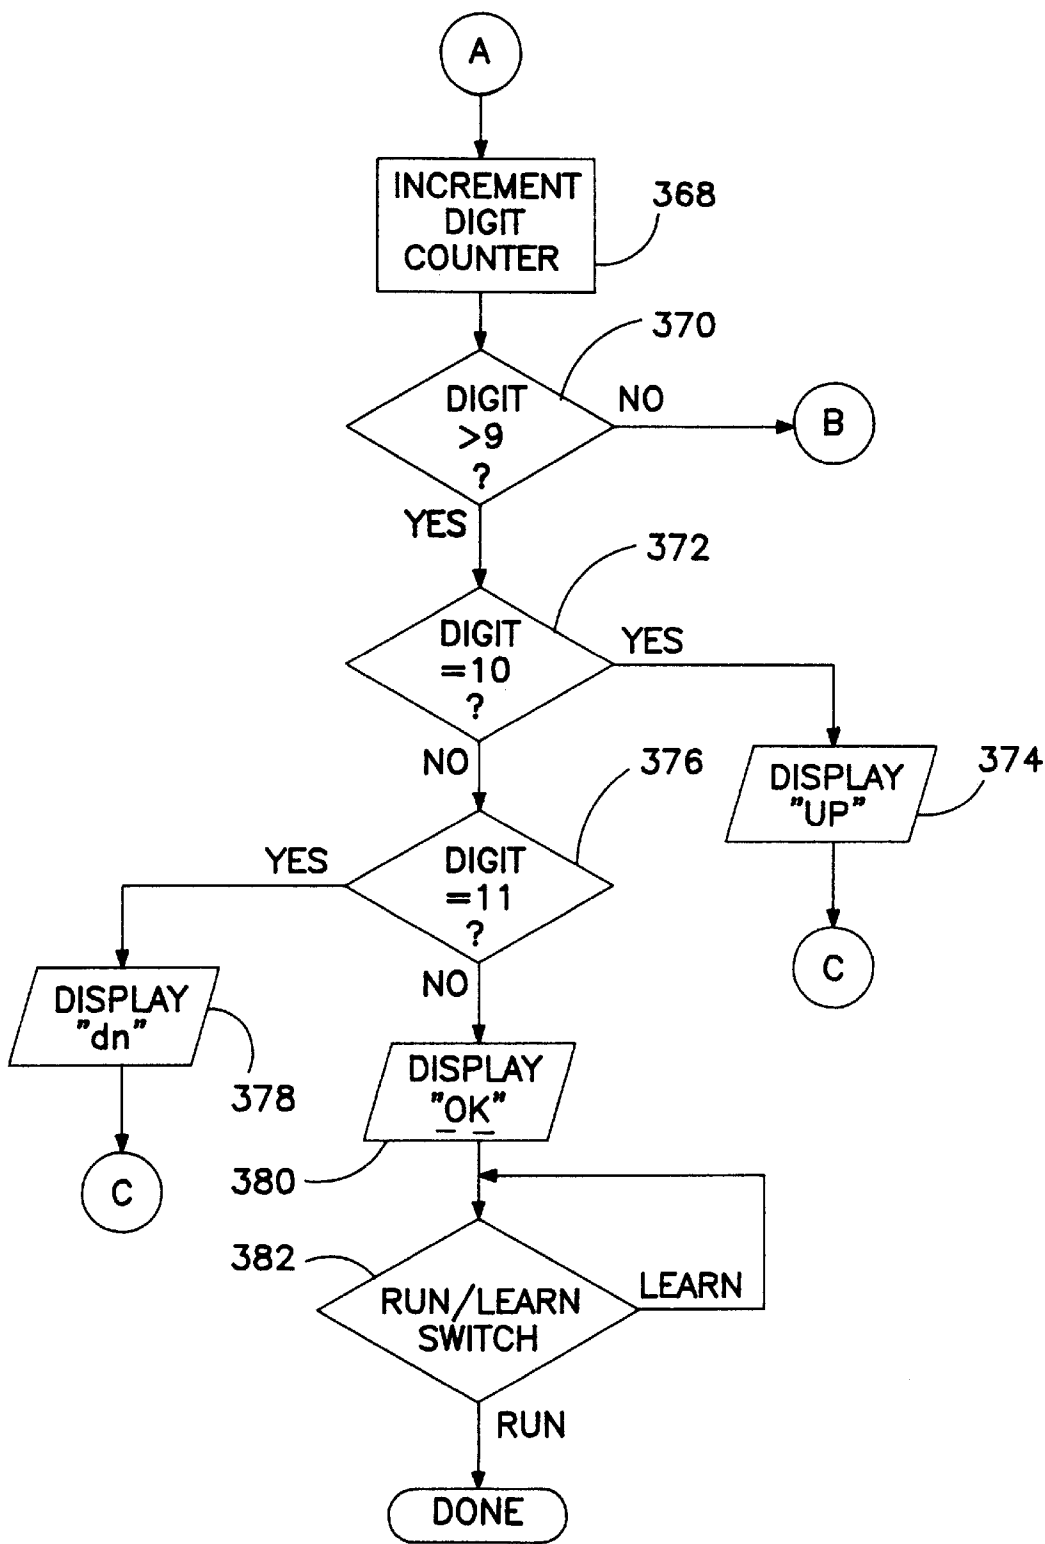 A
INCREMENT
DIGIT
COUNTER
368
370
DIGIT
>9
?
NO
B
YES
372
DIGIT
=10
?
YES
NO
376
374
DISPLAY
"UP"
YES
DIGIT
=11
?
C
NO
DISPLAY
"dn"
378
DISPLAY
"OK"
C
380
382
LEARN
RUN/LEARN
SWITCH
RUN
DONE